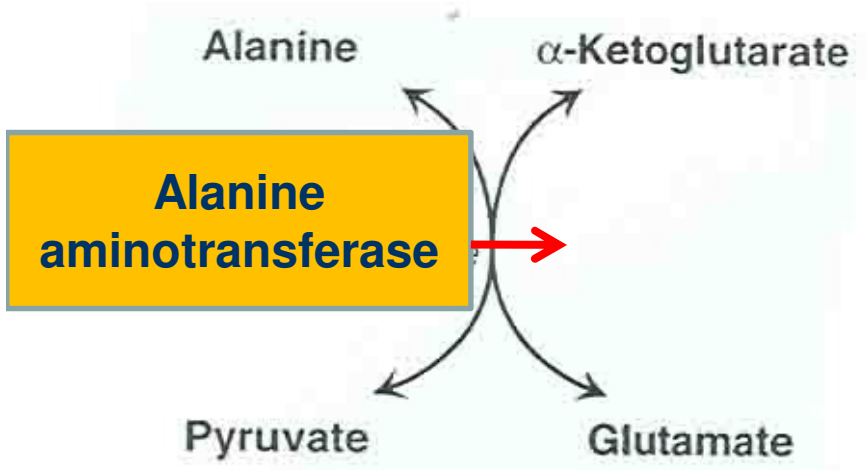 Alanine
α-Ketoglutarate
Alanine
aminotransferase
Pyruvate
Glutamate